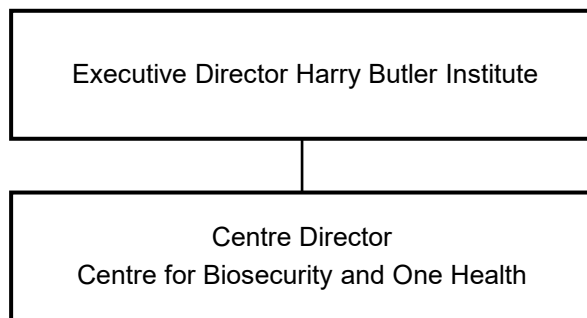 Executive Director Harry Butler Institute
Centre Director
Centre for Biosecurity and One Health